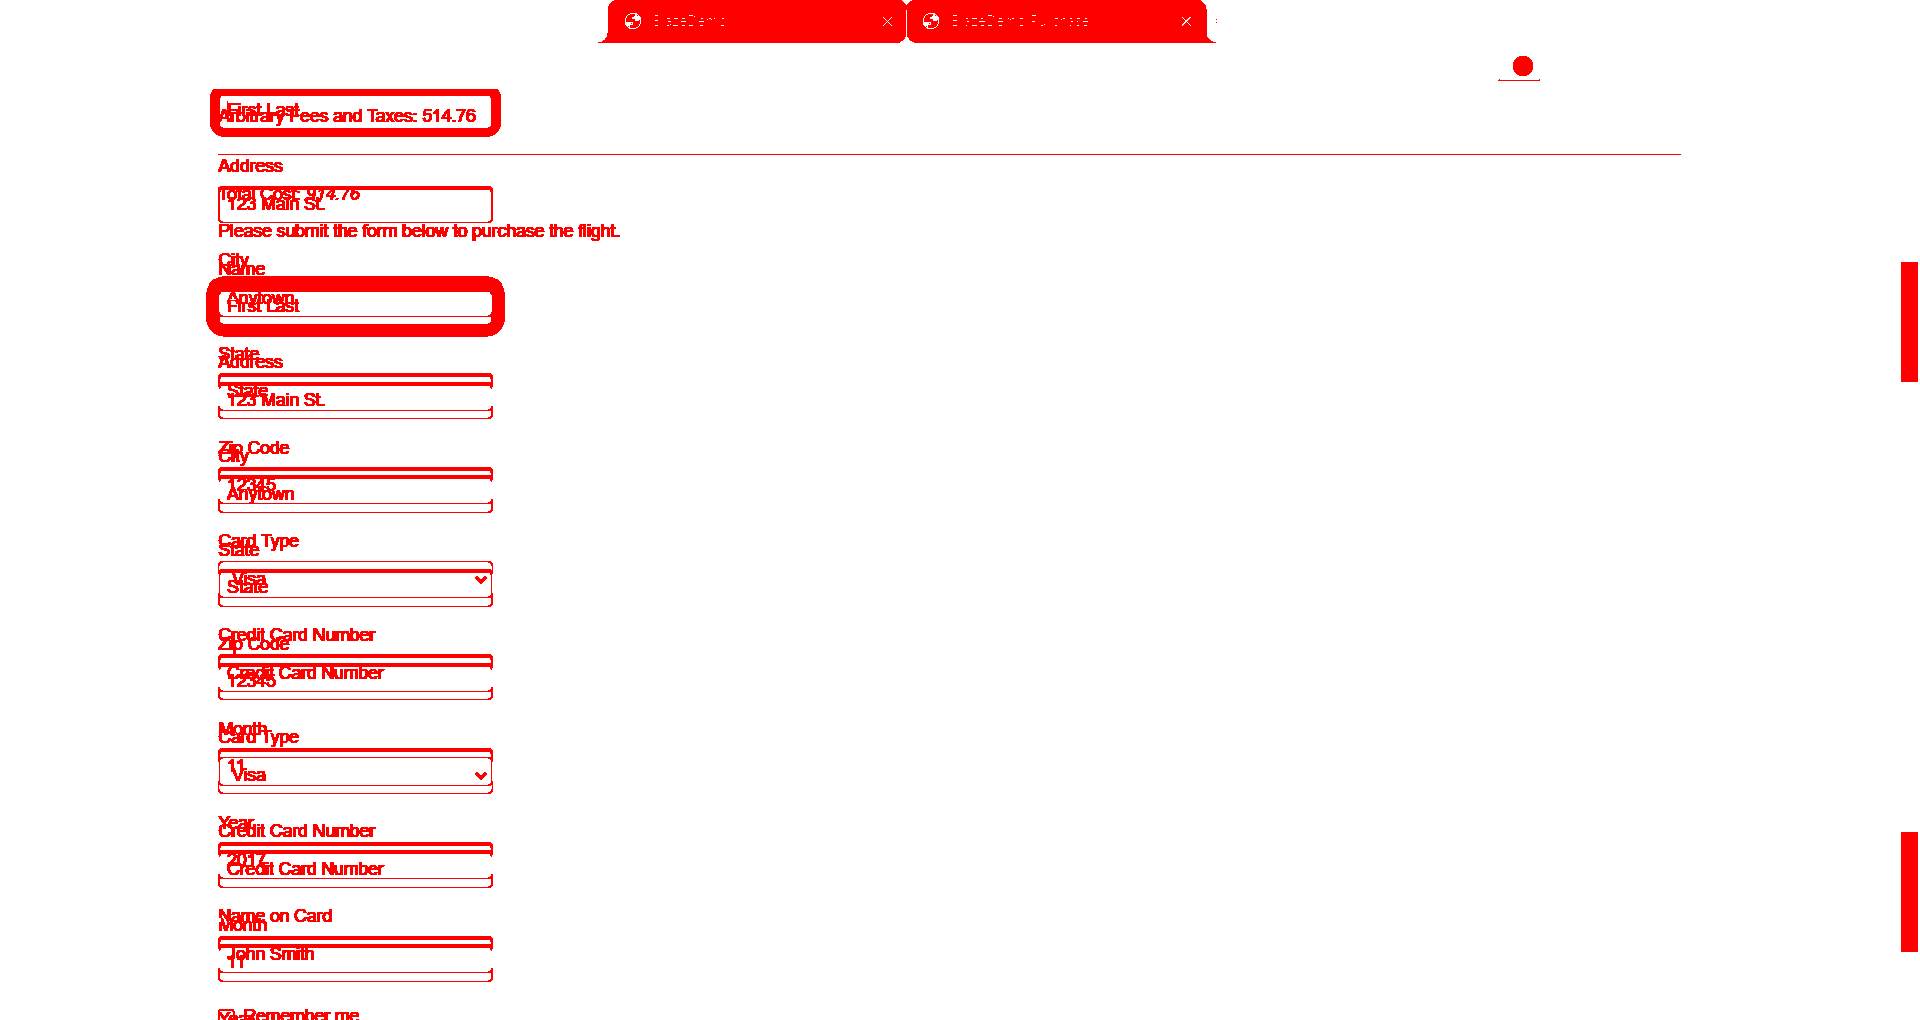 BlazeDemo BlazeDemo Purchase
First Last
Arbitrary Fees and Taxes: 514.76
Address
Total Cost: 914.76
123 Main St.
Please submit the form below to purchase the flight.
City
Name
Anytown
First Last
State
Address
State
123 Main St.
Zip Code
City
12345
Anytown
Card Type
State
Visa
State
Credit Card Number
Zip Code
Credit Card Number
12345
Month
Card Type
11
Visa
Year
Credit Card Number
2017
Credit Card Number
Name on Card
Month
John Smith
11
Remember me
Year